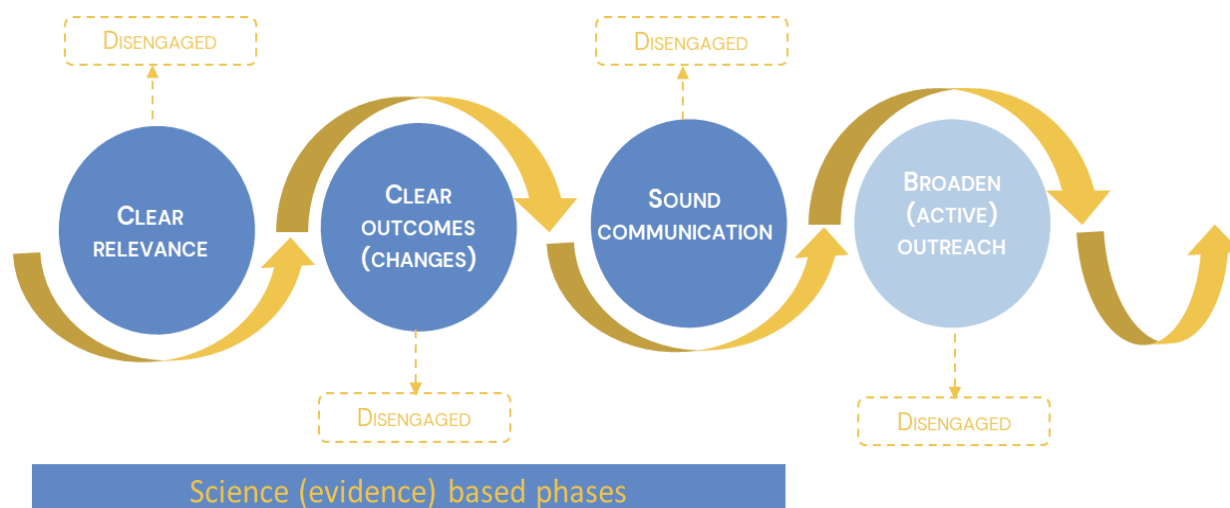 Disengaged
Disengaged
Clear
relevance
Clear
outcomes
(changes)
Sound
communication
Broaden
(active)
outreach
Disengaged
Disengaged
Science (evidence) based phases